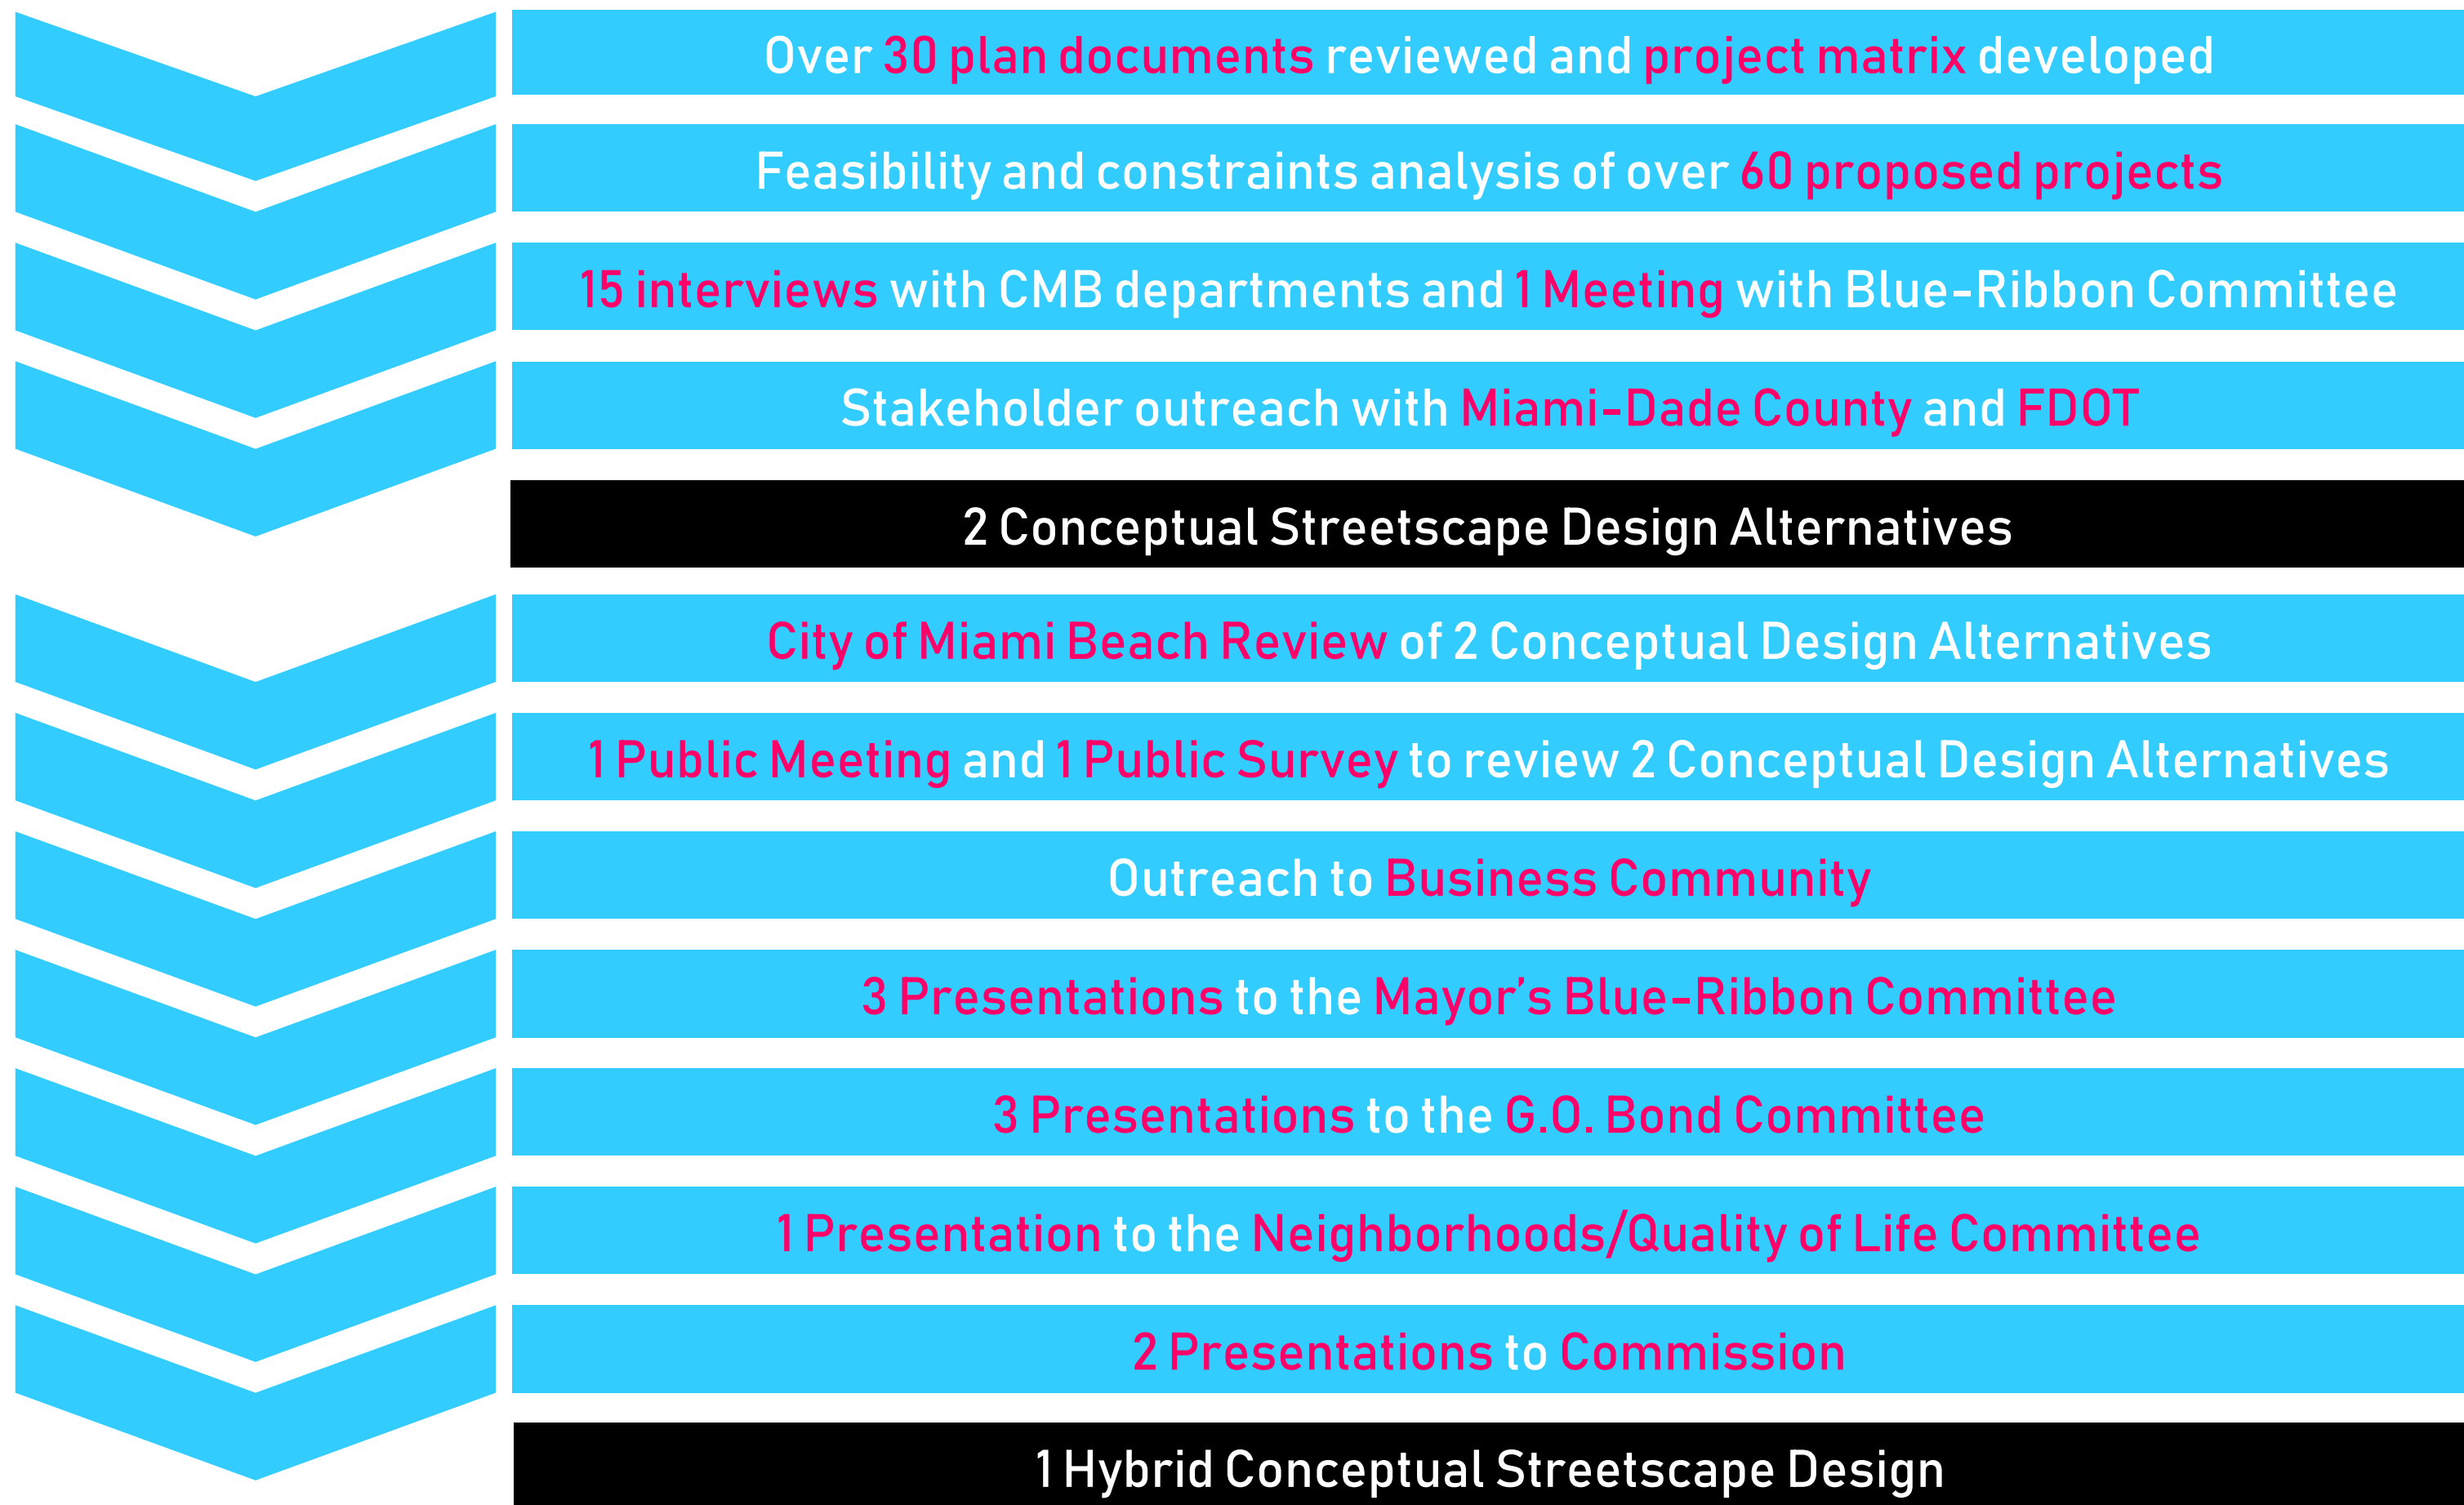 Over 30 plan documents reviewed and project matrix developed
Feasibility and constraints analysis of over 60 proposed projects
15 interviews with CMB departments and 1 Meeting with Blue-Ribbon Committee
Stakeholder outreach with Miami-Dade County and FDOT
2 Conceptual Streetscape Design Alternatives
City of Miami Beach Review of 2 Conceptual Design Alternatives
1 Public Meeting and 1 Public Survey to review 2 Conceptual Design Alternatives
Outreach to Business Community
3 Presentations to the Mayor’s Blue-Ribbon Committee
3 Presentations to the G.O. Bond Committee
1 Presentation to the Neighborhoods/Quality of Life Committee
2 Presentations to Commission
1 Hybrid Conceptual Streetscape Design